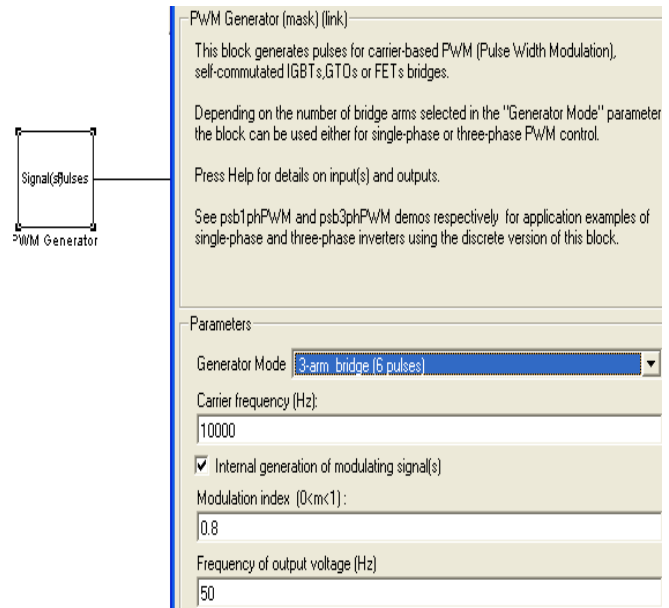 Signal(s)Pulses
PWM Generator
PWM Generator (mask) (link)
This block generates pulses for carrier-based PWM (Pulse Width Modulation),
self-commutated IGBTs,GTOs or FETs bridges.
Depending on the number of bridge arms selected in the "Generator Mode" parameter
the block can be used either for single-phase or three-phase PWM control.
Press Help for details on input(s) and outputs.
See psb1phPWM and psb3phPWM demos respectively for application examples of
single-phase and three-phase inverters using the discrete version of this block.
Parameters
Generator Mode 3-arm bridge (6 pulses)
Carrier frequency (Hz):
10000
Internal generation of modulating signal(s)
Modulation index (0<m<1) :
0.8
Frequency of output voltage (Hz)
50